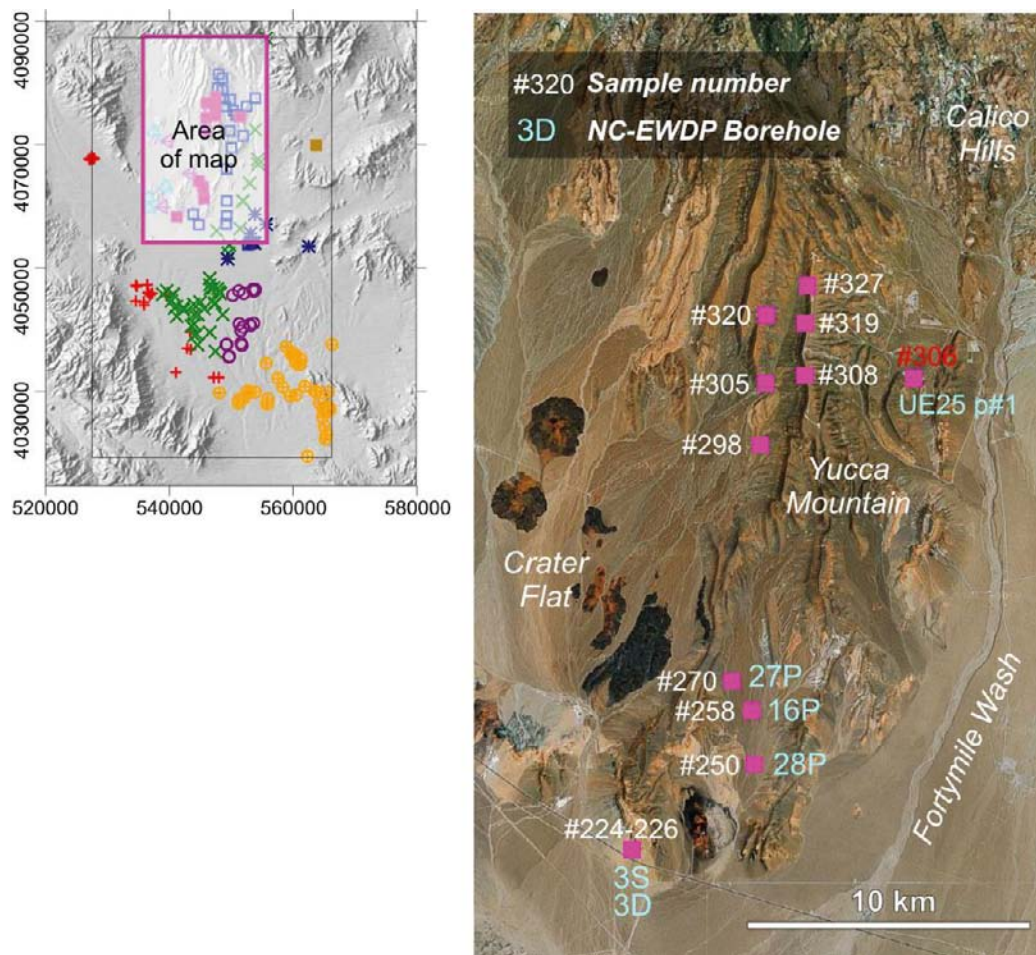 4090000
4070000
4050000
4030000
520000 540000 560000 580000
Area
of map
#320 Sample number
3D NC-EWDP Borehole
Calico
Hills
#327
#320
#319
#306
#305
#308
UE25 p#1
#298
Yucca
Mountain
Crater
Flat
#270 27P
#258 16P
#250 28P
Fortymile Wash
#224-226
3S
3D
10 km